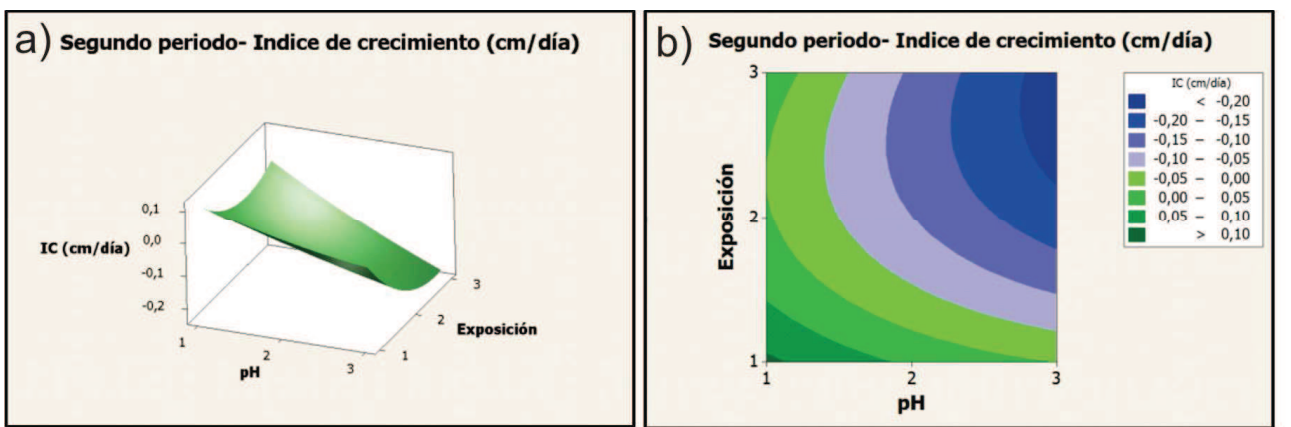 a) Segundo periodo- Indice de crecimiento (cm/día)
0,1
0,0
IC (cm/día)
-0,1
-0,2
1
2
3
pH
1
2
3
Exposición
b) Segundo periodo- Indice de crecimiento (cm/día)
3
2
1
Exposición
1
2
3
pH
IC (cm/día)
< -0,20
-0,20 – -0,15
-0,15 – -0,10
-0,10 – -0,05
-0,05 – 0,00
0,00 – 0,05
0,05 – 0,10
> 0,10